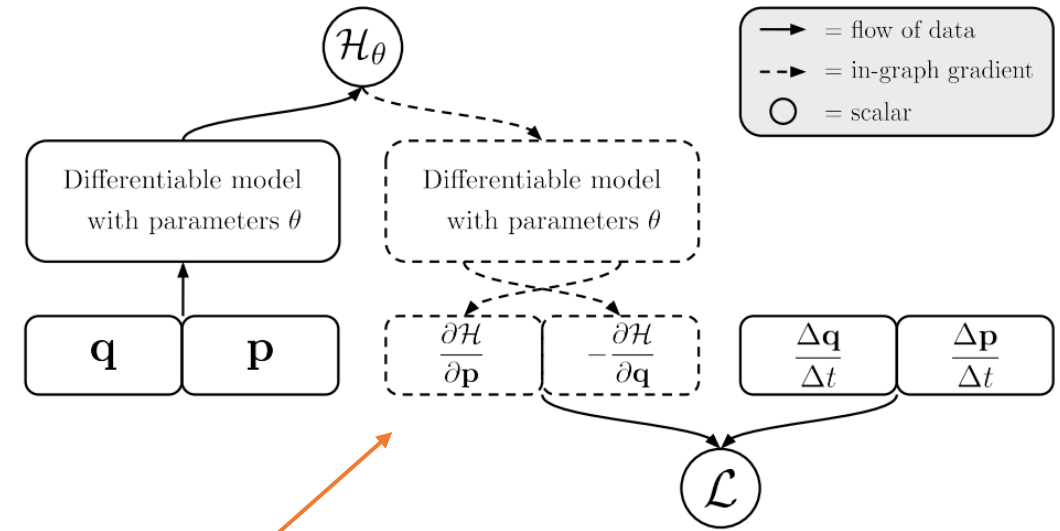 ℋ_θ
= flow of data
= in-graph gradient
= scalar
Differentiable model
with parameters θ
Differentiable model
with parameters θ
q p
∂ℋ/∂p −∂ℋ/∂q
Δq/Δt Δp/Δt
ℒ